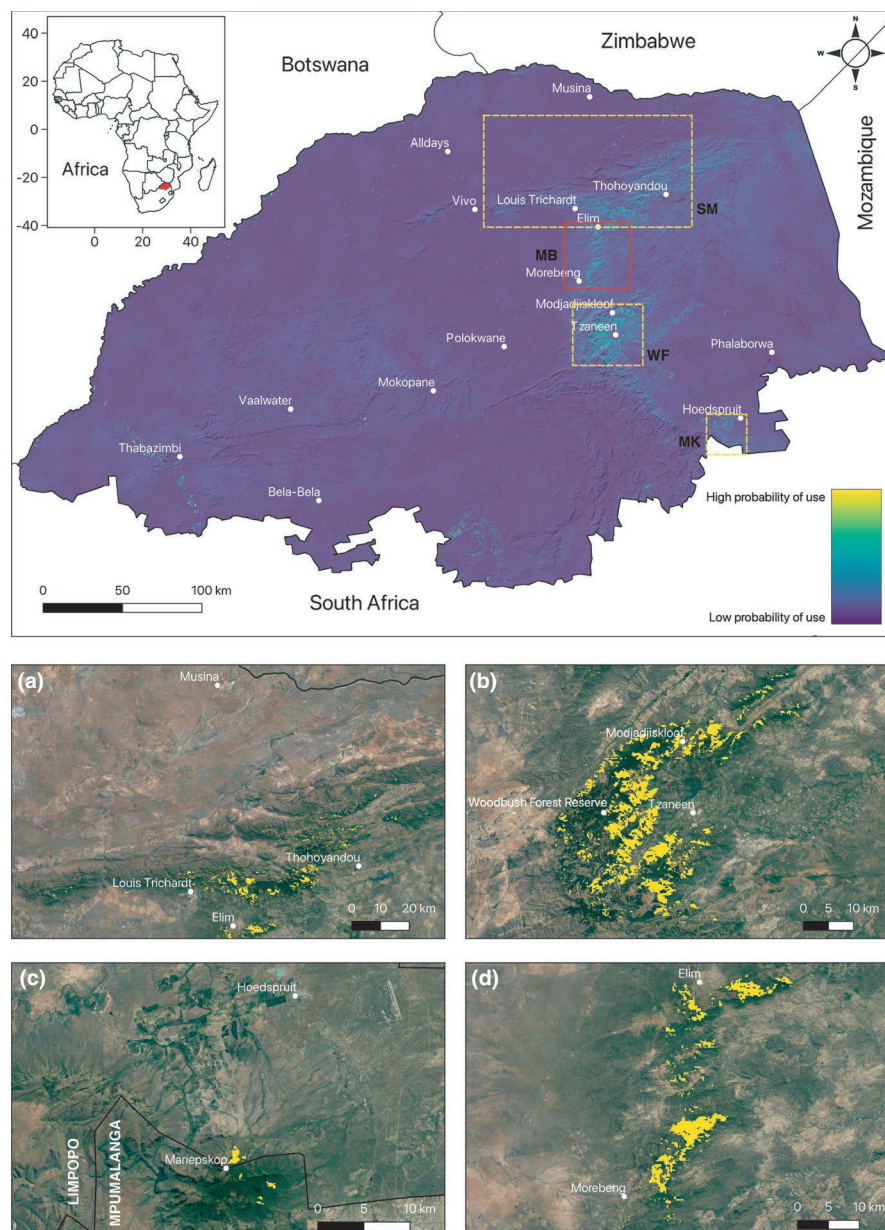 40
20
0
-20
-40
0
20
40
60
Africa
Botswana
Zimbabwe
Mozambique
South Africa
N
W
E
S
Musina
Alldays
Thohoyandou
Vivo
Louis Trichardt
Elim
SM
MB
Morebeng
Modjadjiskloof
Tzaneen
Polokwane
WF
Phalaborwa
Mokopane
Vaalwater
Hoedspruit
MK
Thabazimbi
Bela-Bela
High probability of use
Low probability of use
0
50
100 km
(a)
Musina
Thohoyandou
Louis Trichardt
Elim
0
10
20 km
(b)
Modjadjiskloof
Woodbush Forest Reserve
Tzaneen
0
5
10 km
(c)
Hoedspruit
LIMPOPO
MPUMALANGA
Mariepskop
0
5
10 km
(d)
Elim
Morebeng
0
5
10 km